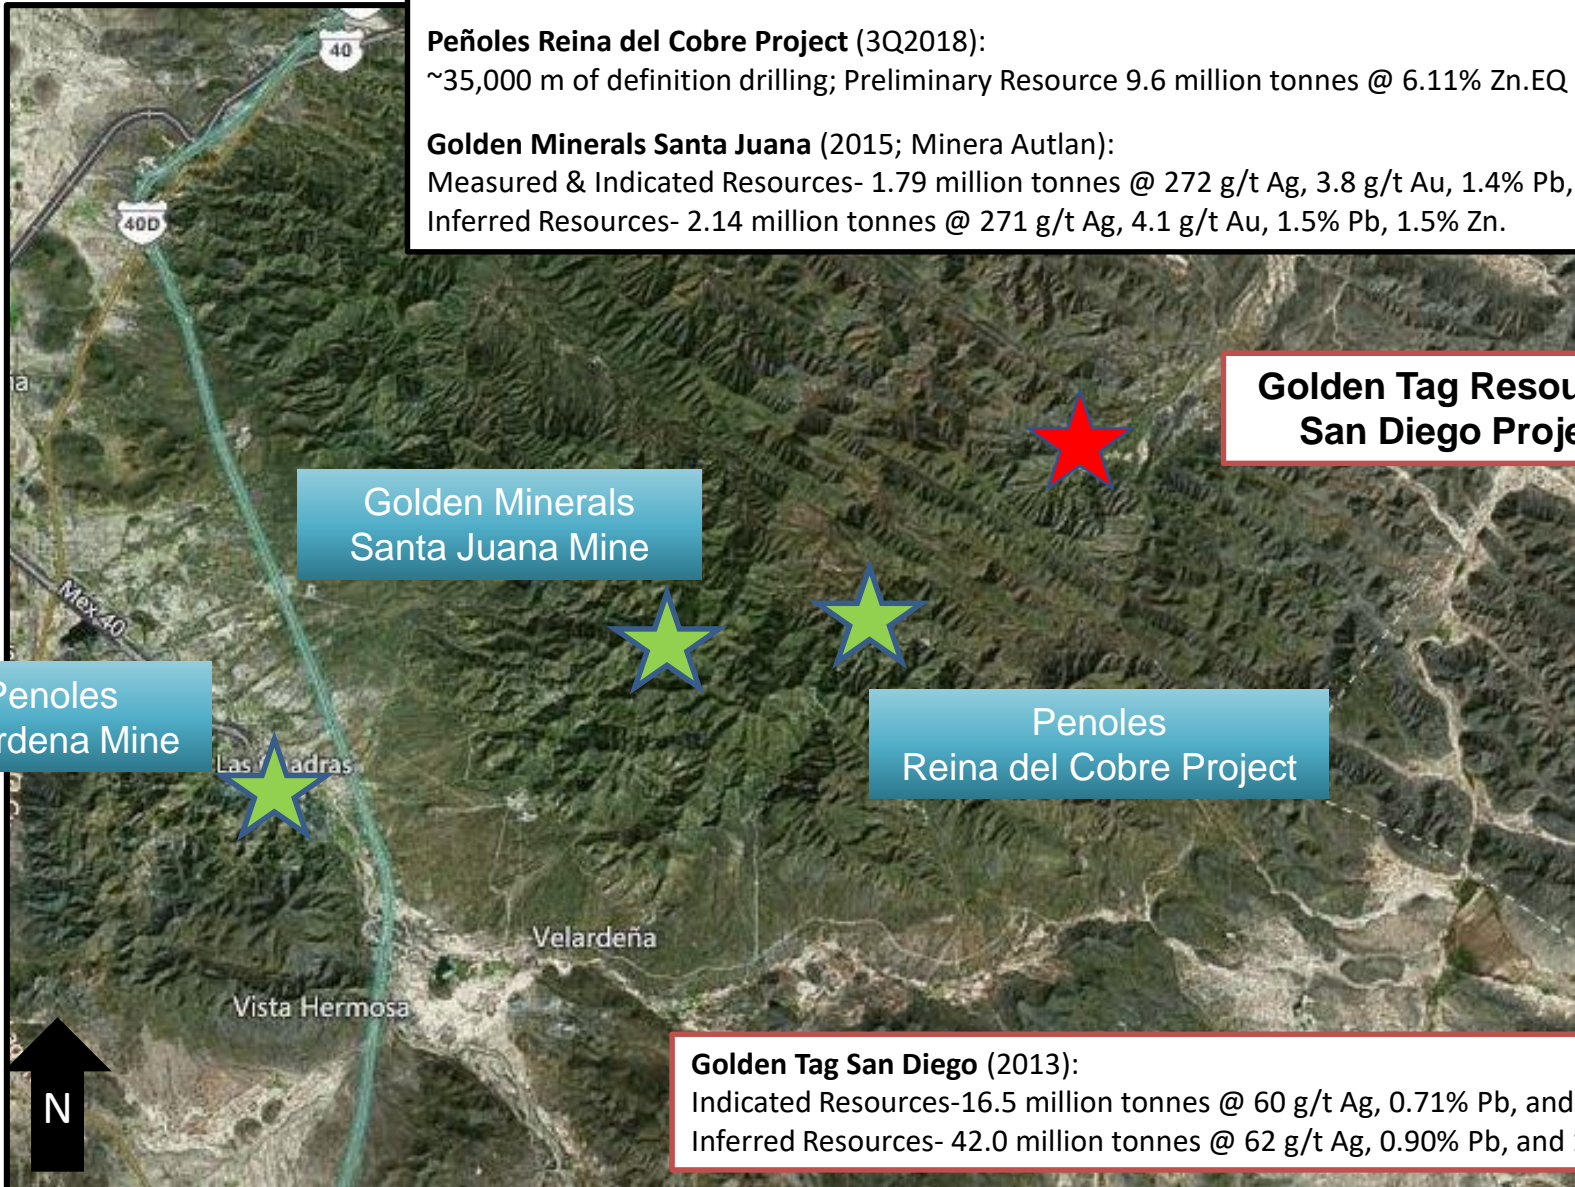 Peñoles Reina del Cobre Project (3Q2018):
~35,000 m of definition drilling; Preliminary Resource 9.6 million tonnes @ 6.11% Zn.EQ
Golden Minerals Santa Juana (2015; Minera Autlan):
Measured & Indicated Resources- 1.79 million tonnes @ 272 g/t Ag, 3.8 g/t Au, 1.4% Pb,
Inferred Resources- 2.14 million tonnes @ 271 g/t Ag, 4.1 g/t Au, 1.5% Pb, 1.5% Zn.
40
40D
Golden Tag Resou
San Diego Proje
Golden Minerals
Santa Juana Mine
Mex 40
Penoles
rdena Mine
Las
adras
Penoles
Reina del Cobre Project
Velardeña
Vista Hermosa
N
Golden Tag San Diego (2013):
Indicated Resources-16.5 million tonnes @ 60 g/t Ag, 0.71% Pb, and
Inferred Resources- 42.0 million tonnes @ 62 g/t Ag, 0.90% Pb, and